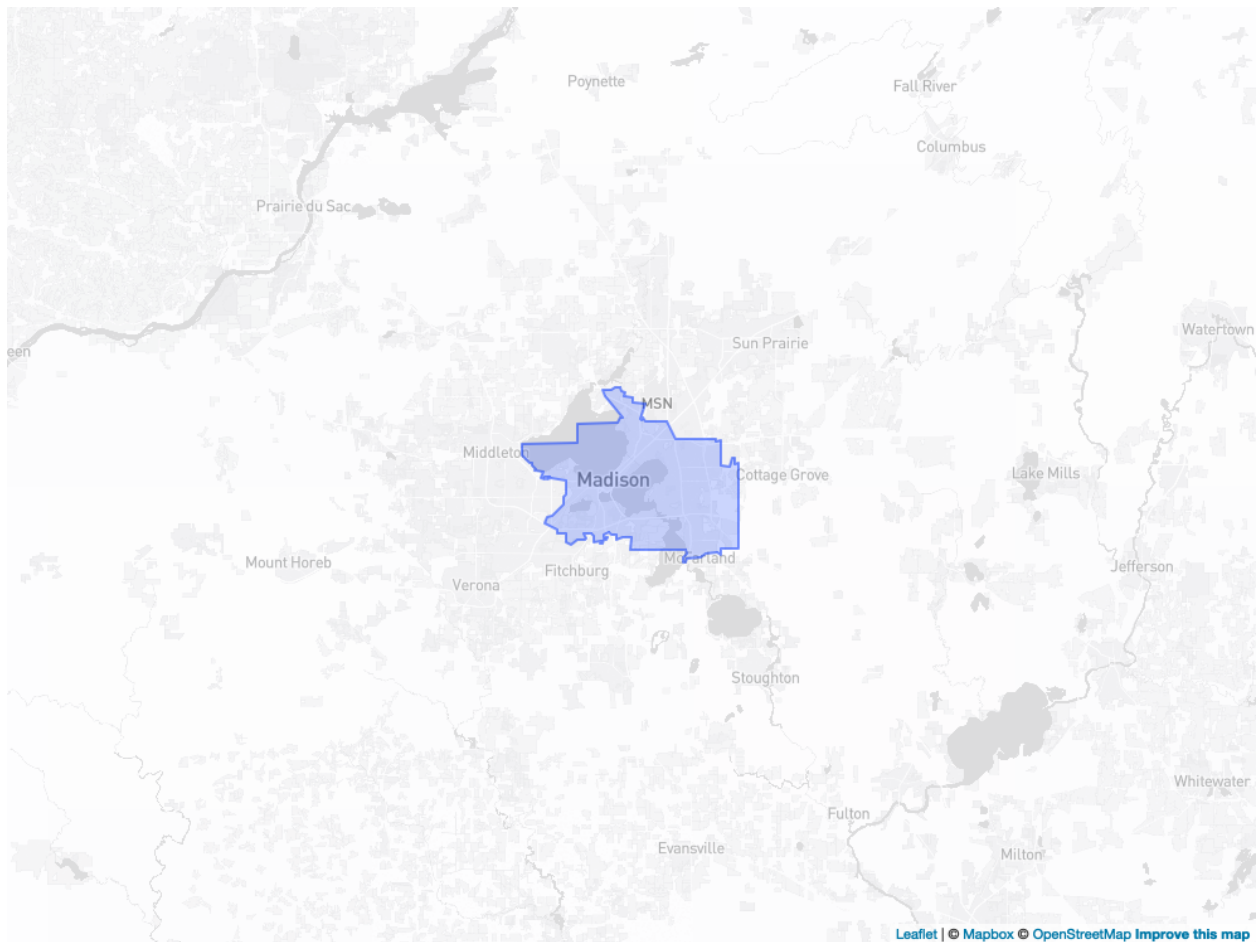 Poynette
Fall River
Columbus
Prairie du Sac
Watertown
een
Sun Prairie
MSN
Middleton
Madison
Cottage Grove
Lake Mills
McFarland
Mount Horeb
Fitchburg
Jefferson
Verona
Stoughton
Whitewater
Fulton
Evansville
Milton
Leaflet | © Mapbox © OpenStreetMap Improve this map